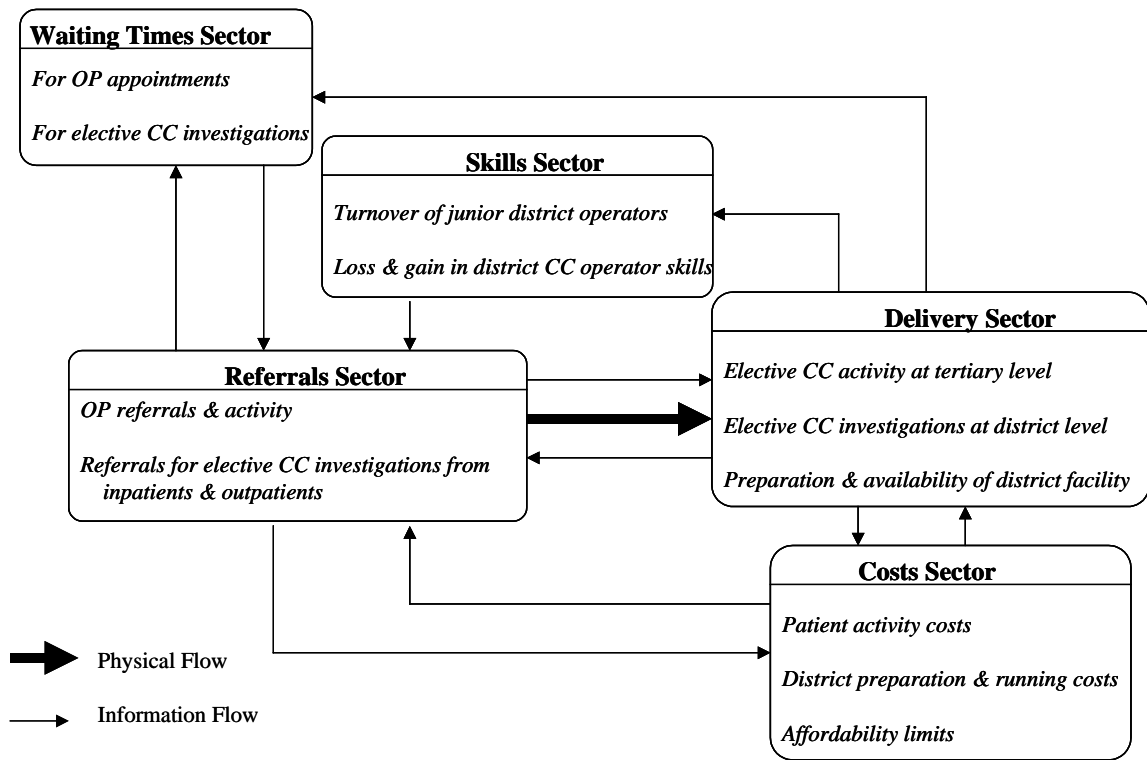 Waiting Times Sector
For OP appointments
For elective CC investigations
Skills Sector
Turnover of junior district operators
Loss & gain in district CC operator skills
Delivery Sector
Elective CC activity at tertiary level
Elective CC investigations at district level
Preparation & availability of district facility
Referrals Sector
OP referrals & activity
Referrals for elective CC investigations from
inpatients & outpatients
Costs Sector
Patient activity costs
District preparation & running costs
Affordability limits
Physical Flow
Information Flow